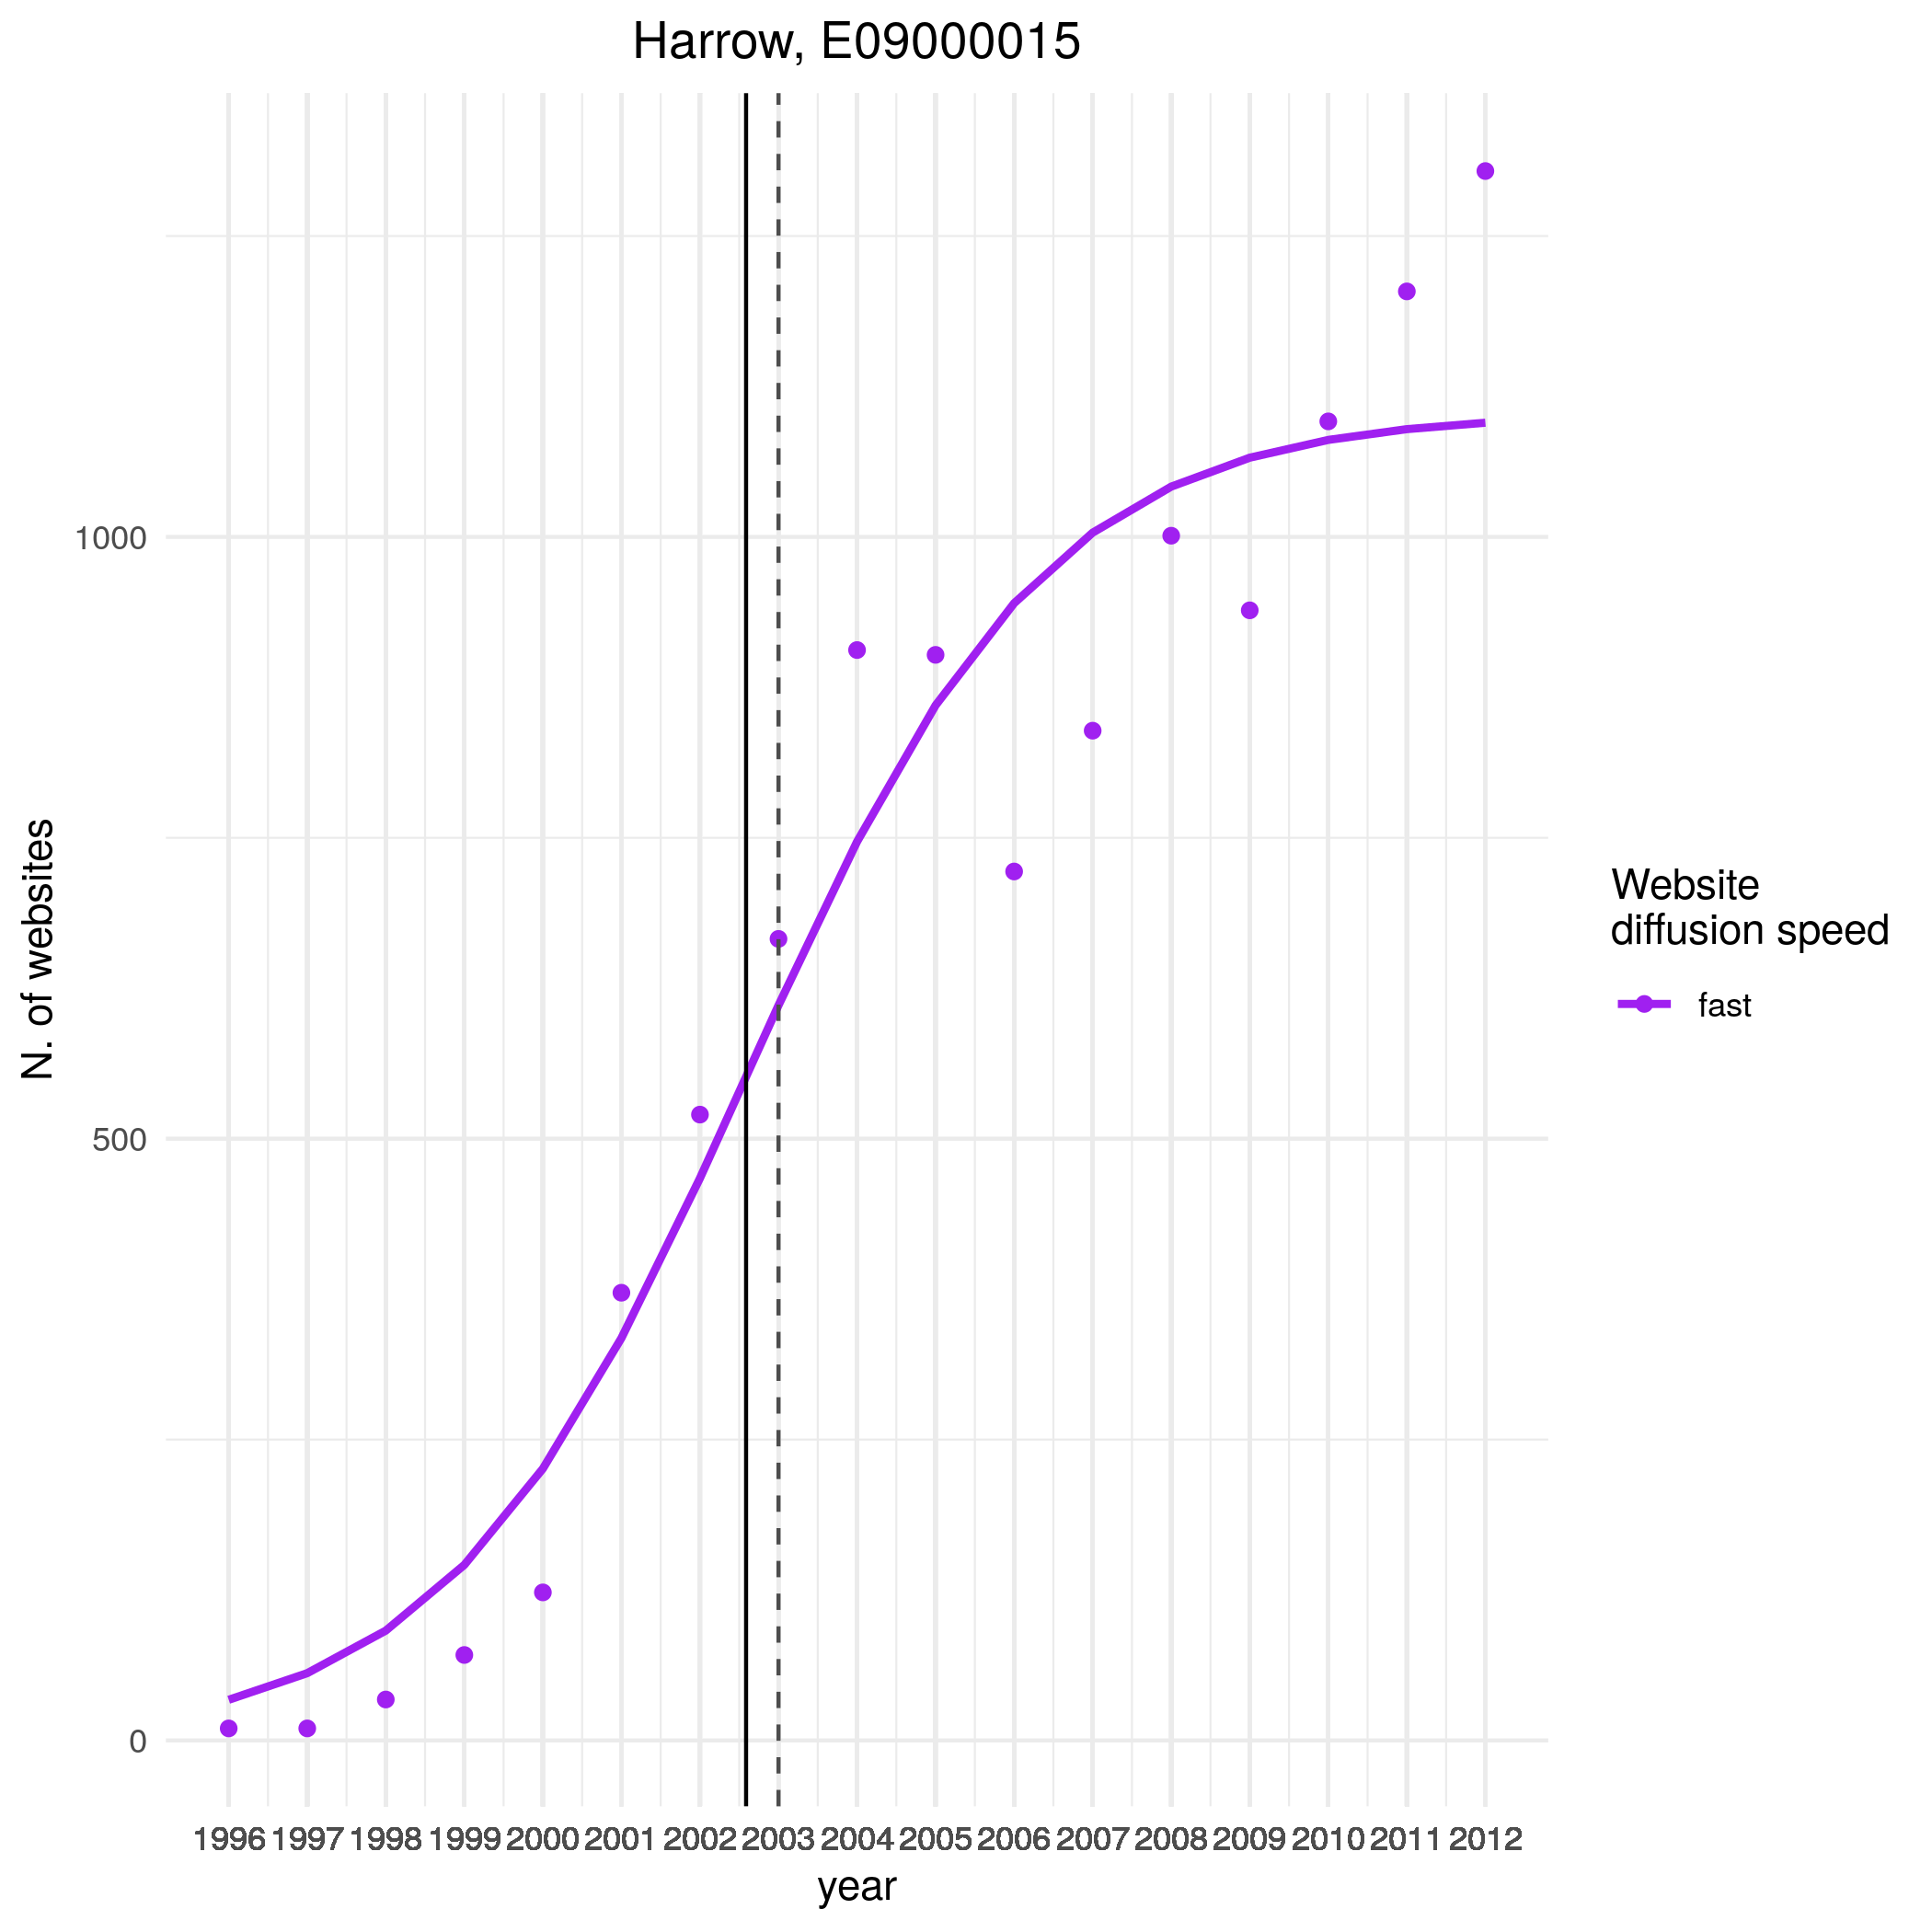 Harrow, E09000015
1000
500
0
N. of websites
1996 1997 1998 1999 2000 2001 2002 2003 2004 2005 2006 2007 2008 2009 2010 2011 2012
year
Website
diffusion speed
fast